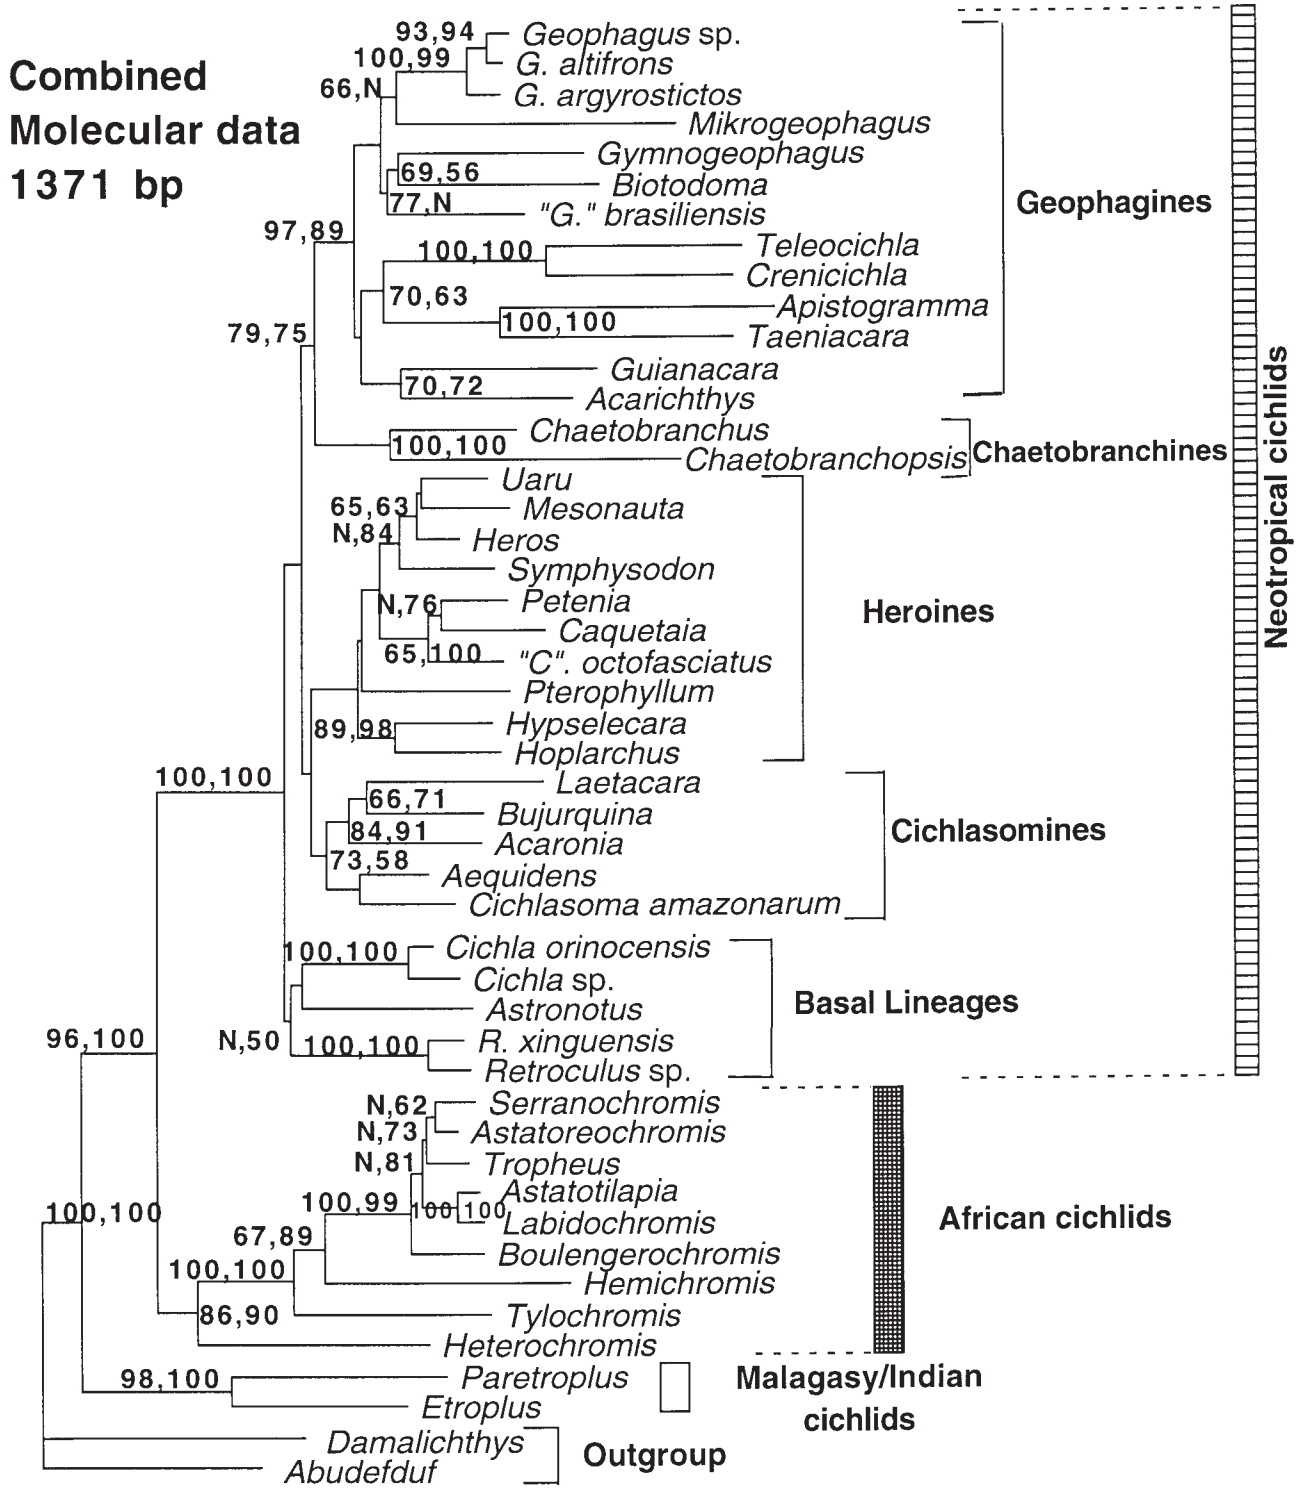 Combined
Molecular data
1371 bp
93,94
Geophagus sp.
100,99
G. altifrons
66,N
G. argyrostictos
Mikrogeophagus
Gymnogeophagus
69,56
Biotodoma
77,N
"G." brasiliensis
Geophagines
97,89
100,100
Teleocichla
Crenicichla
70,63
Apistogramma
100,100
Taeniacara
79,75
Guianacara
70,72
Acarichthys
Chaetobranchus
100,100
Chaetobranchopsis
Chaetobranchines
Neotropical cichlids
Uaru
65,63
Mesonauta
N,84
Heros
Symphysodon
N,76
Petenia
Caquetaia
65,100
"C". octofasciatus
Heroines
Pterophyllum
89,98
Hypselecara
Hoplarchus
100,100
Laetacara
66,71
Bujurquina
84,91
Acaronia
73,58
Aequidens
Cichlasoma amazonarum
Cichlasomines
100,100
Cichla orinocensis
Cichla sp.
Astronotus
N,50
100,100
R. xinguensis
Retroculus sp.
Basal Lineages
96,100
N,62
Serranochromis
N,73
Astatoreochromis
N,81
Tropheus
100,99
100 100
Astatotilapia
Labidochromis
African cichlids
100,100
67,89
Boulengerochromis
100,100
Hemichromis
86,90
Tylochromis
Heterochromis
98,100
Paretroplus
Etroplus
Malagasy/Indian
cichlids
Damalichthys
Abudefduf
Outgroup